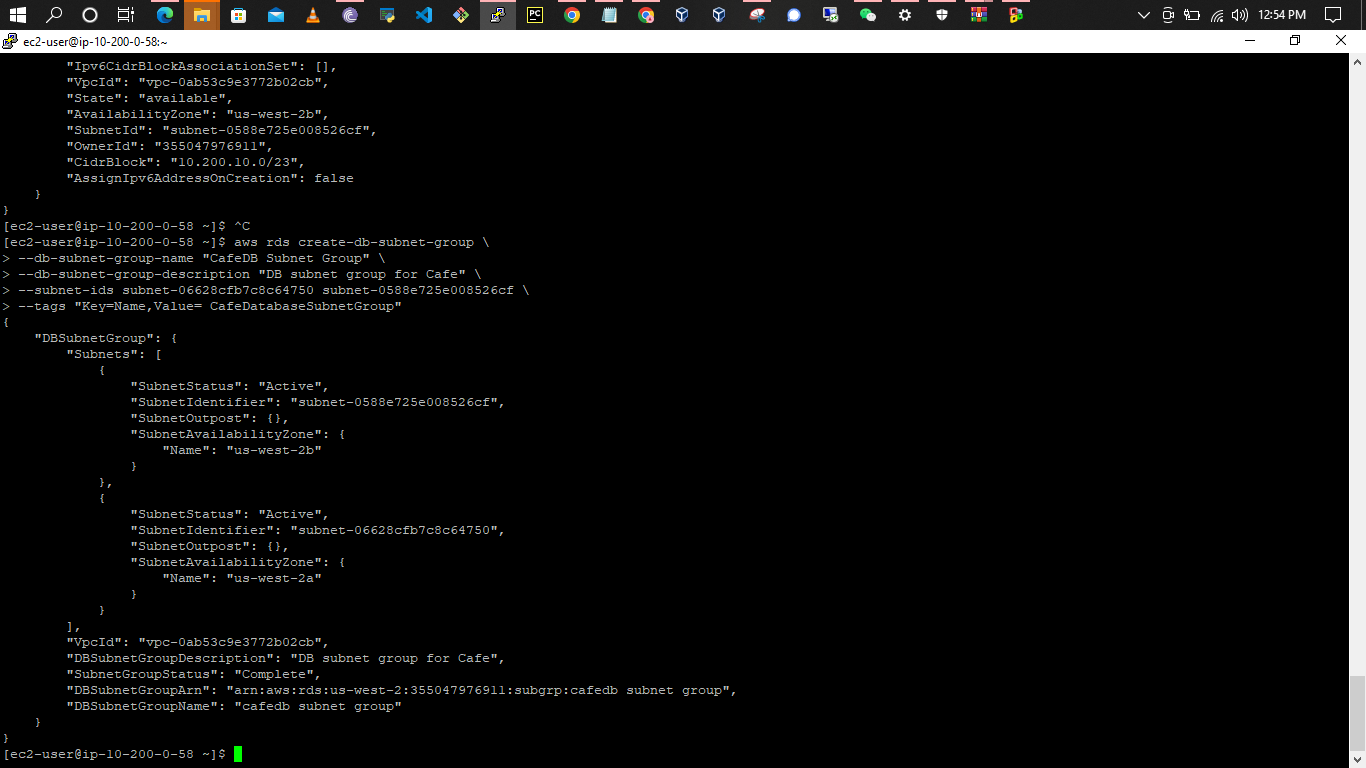 12:54 PM
ec2-user@ip-10-200-0-58:~
        "Ipv6CidrBlockAssociationSet": [],
        "VpcId": "vpc-0ab53c9e3772b02cb",
        "State": "available",
        "AvailabilityZone": "us-west-2b",
        "SubnetId": "subnet-0588e725e008526cf",
        "OwnerId": "355047976911",
        "CidrBlock": "10.200.10.0/23",
        "AssignIpv6AddressOnCreation": false
    }
}
[ec2-user@ip-10-200-0-58 ~]$ ^C
[ec2-user@ip-10-200-0-58 ~]$ aws rds create-db-subnet-group \
> --db-subnet-group-name "CafeDB Subnet Group" \
> --db-subnet-group-description "DB subnet group for Cafe" \
> --subnet-ids subnet-06628cfb7c8c64750 subnet-0588e725e008526cf \
> --tags "Key=Name,Value= CafeDatabaseSubnetGroup"
{
    "DBSubnetGroup": {
        "Subnets": [
            {
                "SubnetStatus": "Active",
                "SubnetIdentifier": "subnet-0588e725e008526cf",
                "SubnetOutpost": {},
                "SubnetAvailabilityZone": {
                    "Name": "us-west-2b"
                }
            },
            {
                "SubnetStatus": "Active",
                "SubnetIdentifier": "subnet-06628cfb7c8c64750",
                "SubnetOutpost": {},
                "SubnetAvailabilityZone": {
                    "Name": "us-west-2a"
                }
            }
        ],
        "VpcId": "vpc-0ab53c9e3772b02cb",
        "DBSubnetGroupDescription": "DB subnet group for Cafe",
        "SubnetGroupStatus": "Complete",
        "DBSubnetGroupArn": "arn:aws:rds:us-west-2:355047976911:subgrp:cafedb subnet group",
        "DBSubnetGroupName": "cafedb subnet group"
    }
}
[ec2-user@ip-10-200-0-58 ~]$